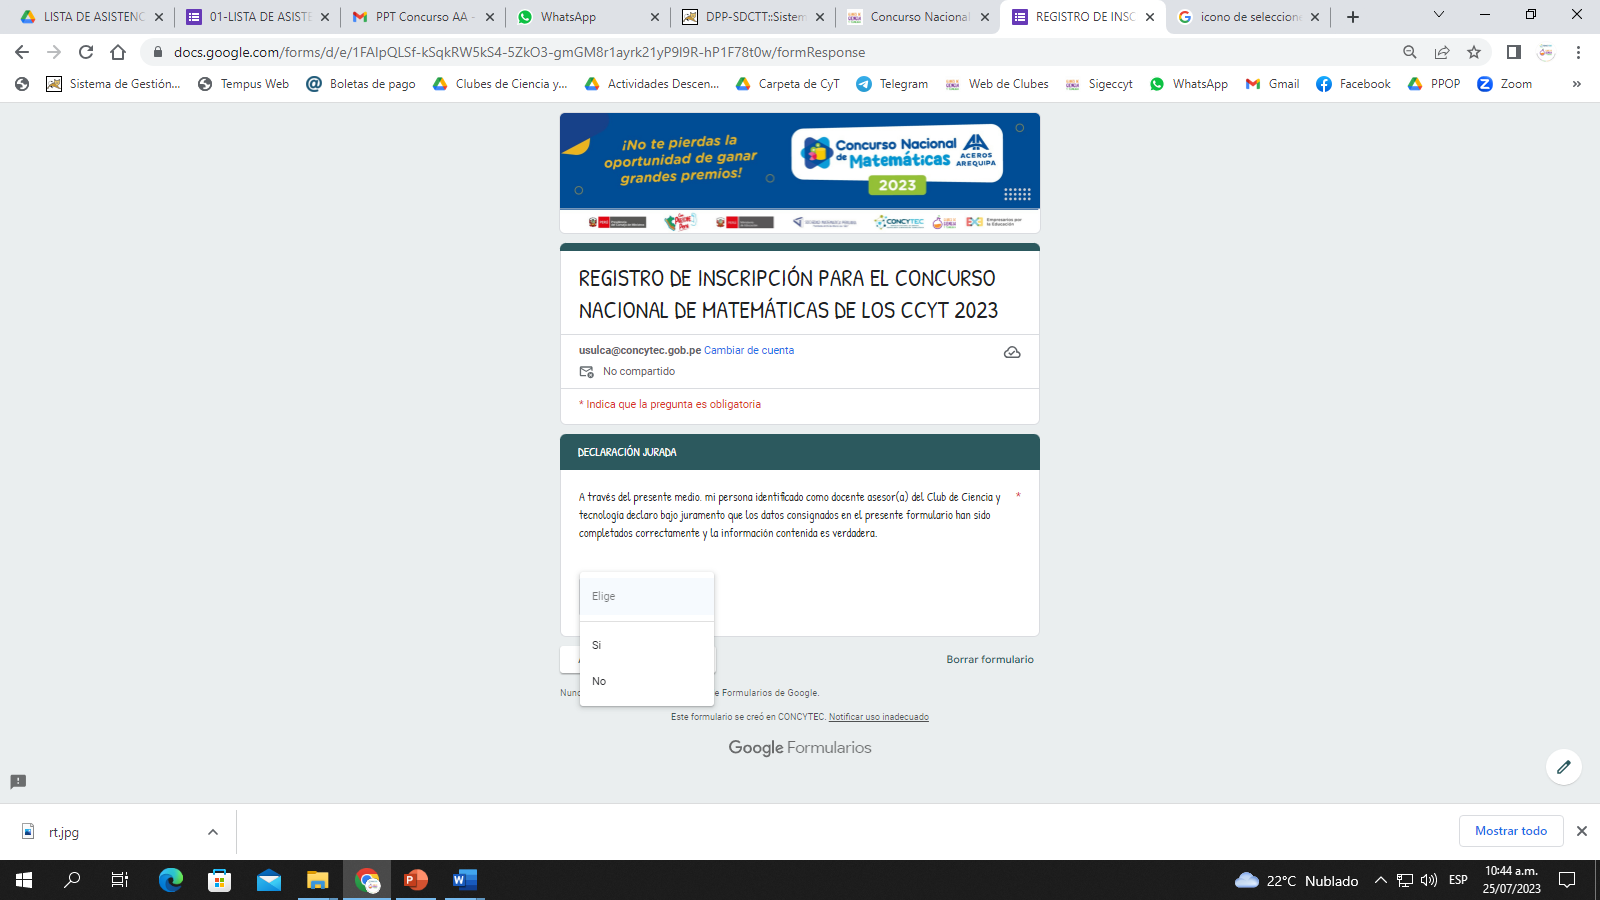 LISTA DE ASISTENC
01-LISTA DE ASISTE
PPT Concurso AA -
WhatsApp
DPP-SDCTT::Sistem
Concurso Nacional
REGISTRO DE INSC
icono de seleccione
docs.google.com/forms/d/e/1FAIpQLSf-kSqkRW5kS4-5ZkO3-gmGM8r1ayrk21yP9I9R-hP1F78t0w/formResponse
Sistema de Gestión...
Tempus Web
Boletas de pago
Clubes de Ciencia y...
Actividades Descen...
Carpeta de CyT
Telegram
Web de Clubes
Sigeccyt
WhatsApp
Gmail
Facebook
PPOP
Zoom
»
¡No te pierdas la
oportunidad de ganar
grandes premios!
Concurso Nacional
de Matemáticas
2023
ACEROS
AREQUIPA
CONCYTEC
Empresarios por
la Educación
REGISTRO DE INSCRIPCIÓN PARA EL CONCURSO
NACIONAL DE MATEMÁTICAS DE LOS CCYT 2023
usulca@concytec.gob.pe Cambiar de cuenta
No compartido
* Indica que la pregunta es obligatoria
DECLARACIÓN JURADA
A través del presente medio. mi persona identificado como docente asesor(a) del Club de Ciencia y *
tecnología declaro bajo juramento que los datos consignados en el presente formulario han sido
completados correctamente y la información contenida es verdadera.
Elige
Si
No
Borrar formulario
Nunc
e Formularios de Google.
Este formulario se creó en CONCYTEC. Notificar uso inadecuado
Google Formularios
rt.jpg
Mostrar todo
22°C Nublado
ESP
10:44 a.m.
25/07/2023